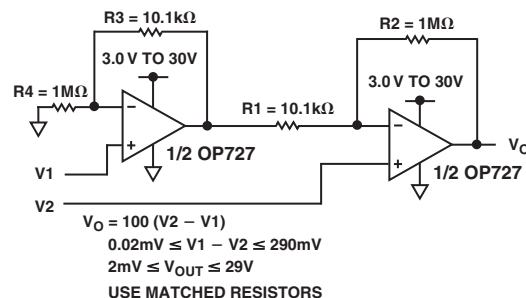 R3 = 10.1kΩ
R2 = 1MΩ
3.0 V TO 30V
3.0 V TO 30V
R4 = 1MΩ
R1 = 10.1kΩ
V1
V2
1/2 OP727
1/2 OP727
VO
VO = 100 (V2 – V1)
0.02mV ≤ V1 – V2 ≤ 290mV
2mV ≤ VOUT ≤ 29V
USE MATCHED RESISTORS